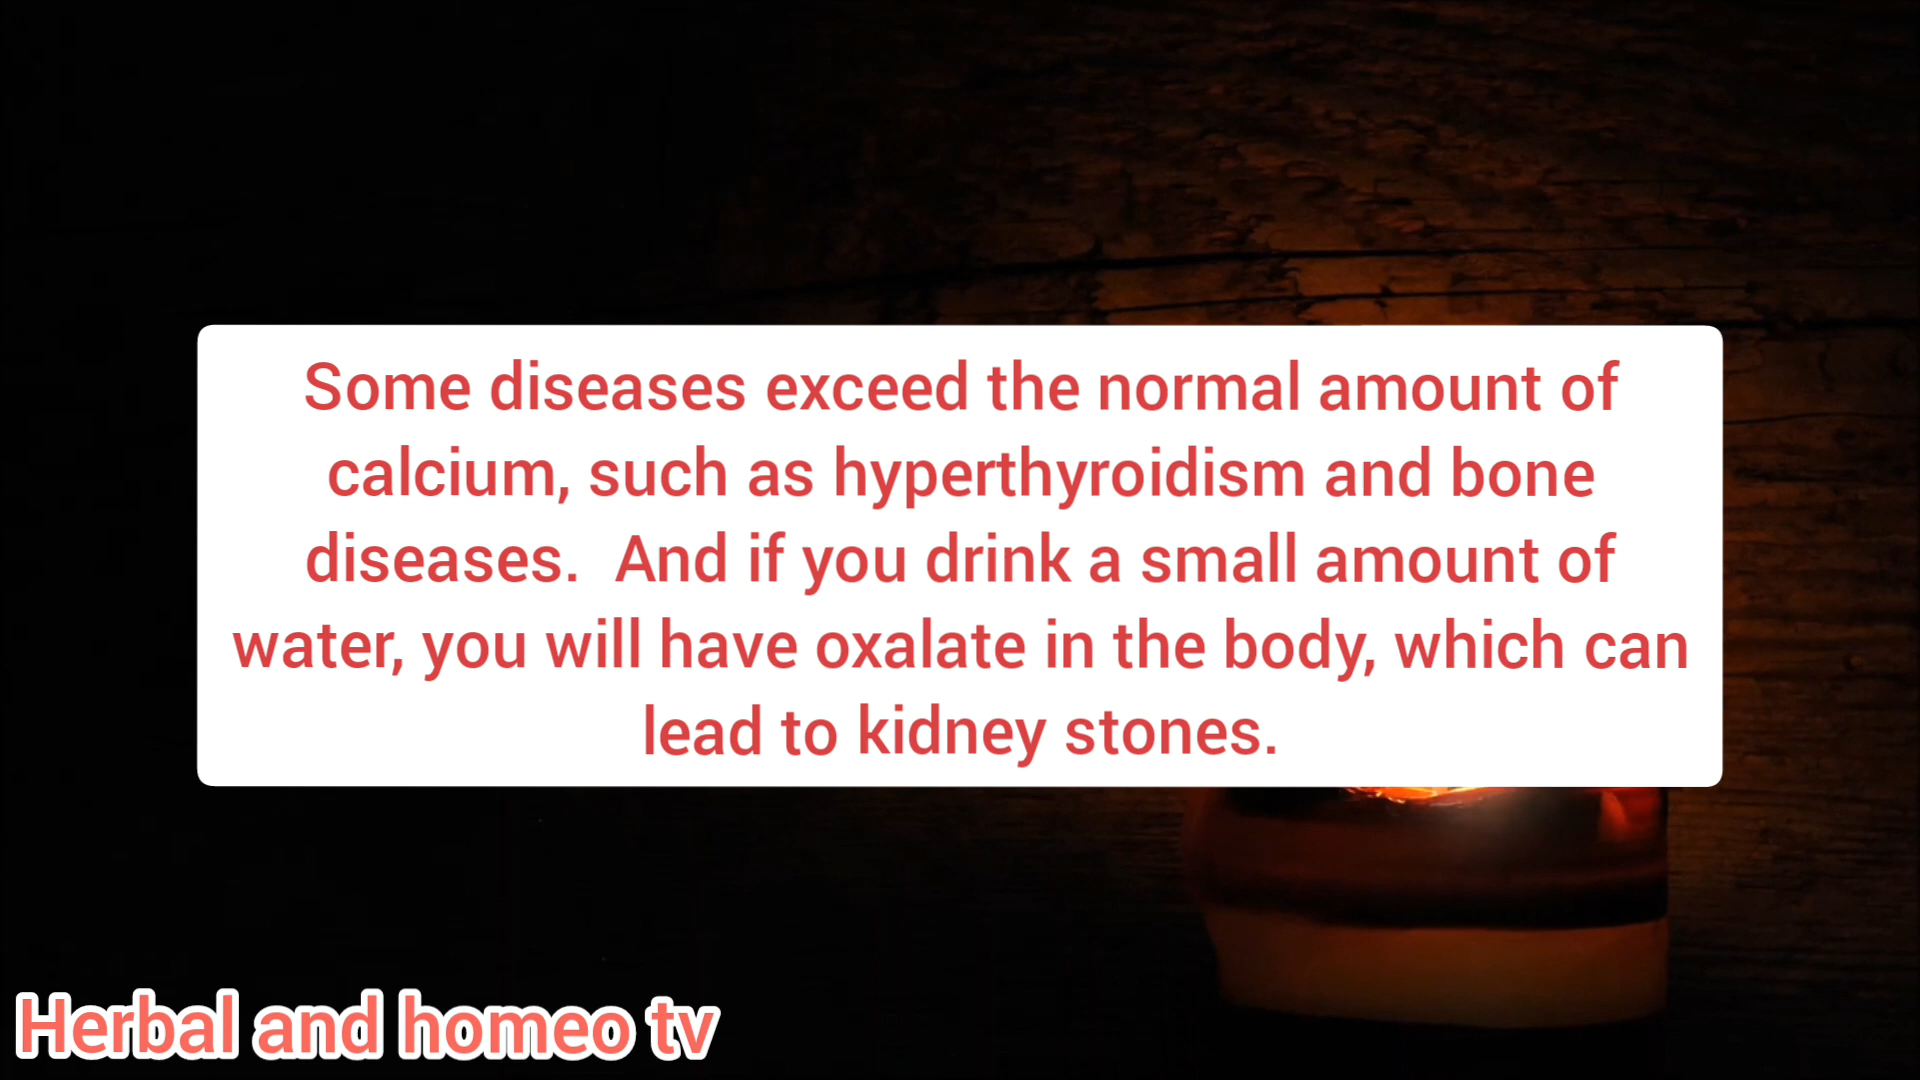 Some diseases exceed the normal amount of
calcium, such as hyperthyroidism and bone
diseases.  And if you drink a small amount of
water, you will have oxalate in the body, which can
lead to kidney stones.
Herbal and homeo tv